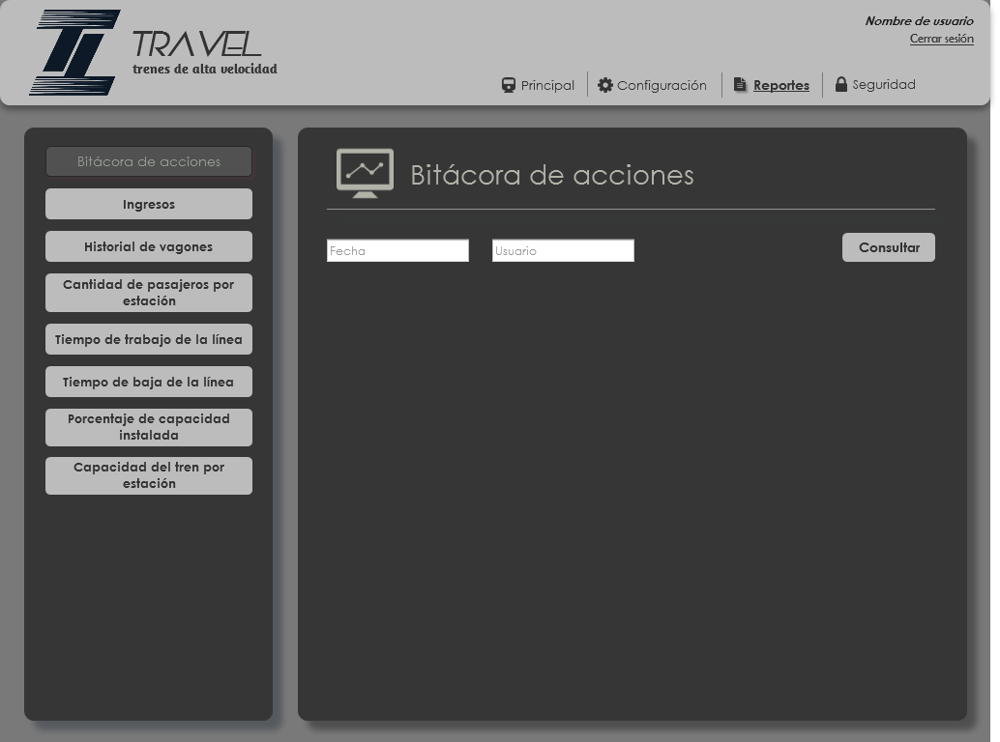 Nombre de usuario
Cerrar sesión
TRAVEL
trenes de alta velocidad
Principal
Configuración
Reportes
Seguridad
Bitácora de acciones
Ingresos
Historial de vagones
Cantidad de pasajeros por
estación
Tiempo de trabajo de la línea
Tiempo de baja de la línea
Porcentaje de capacidad
instalada
Capacidad del tren por
estación
Bitácora de acciones
Fecha
Usuario
Consultar